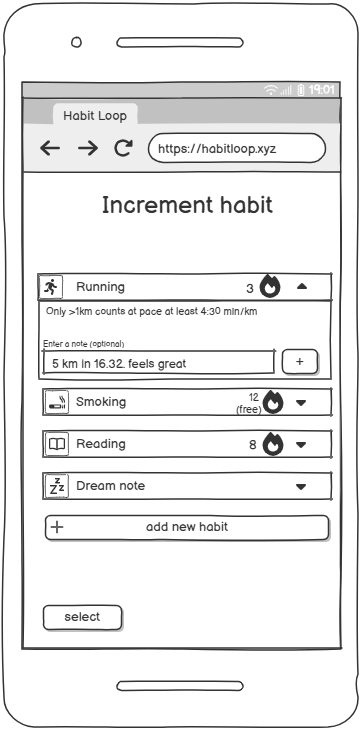 19:01
Habit Loop
https://habitloop.xyz
Increment habit
Running 3
Only >1km counts at pace at least 4:30 min/km
Enter a note (optional)
5 km in 16.32. feels great +
Smoking 12
(free)
Reading 8
Dream note
+ add new habit
select